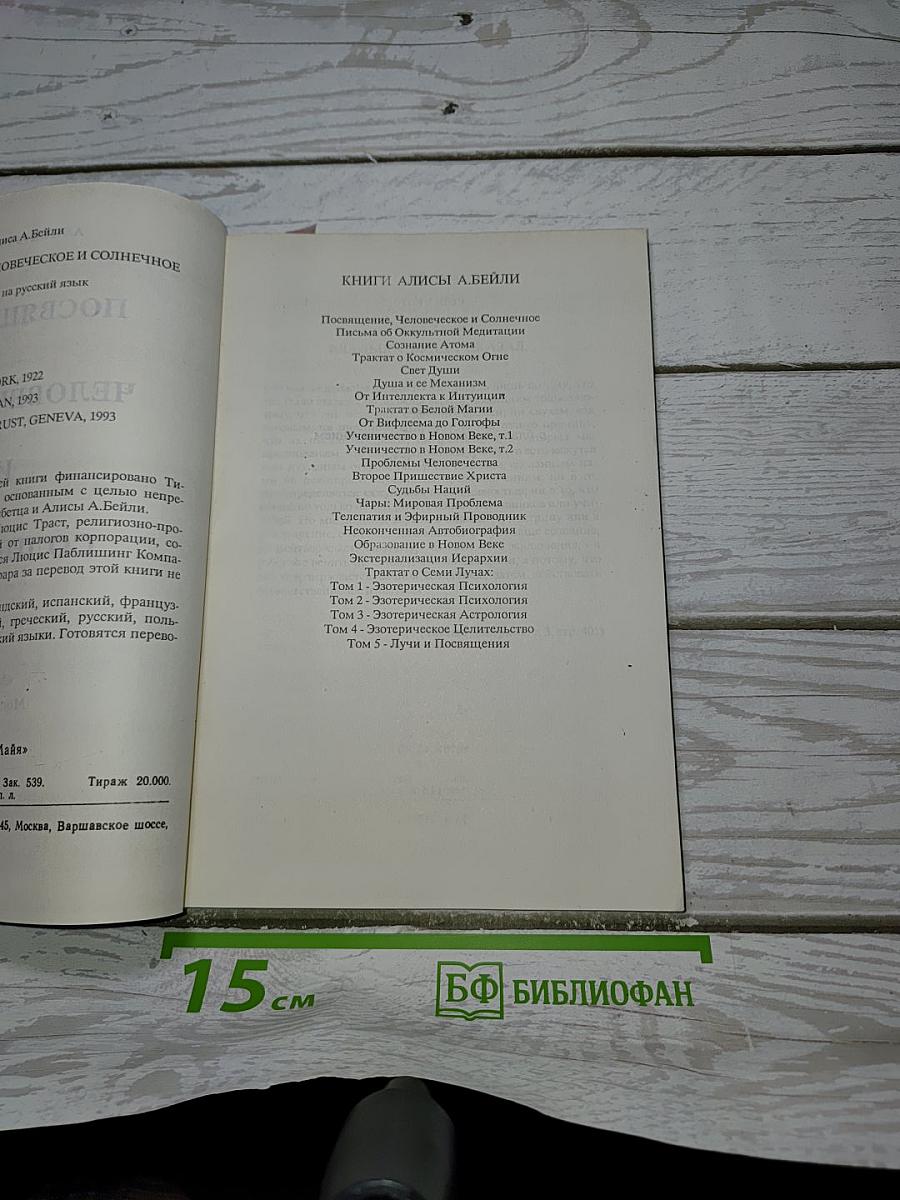 иса А.Бейли
ОВЕЧЕСКОЕ И СОЛНЕЧНОЕ
на русский язык
ORK, 1922
AN, 1993
RUST, GENEVA, 1993
ей книги финансировано Ти-
основанным с целью непре-
бетца и Алисы А.Бейли.
юцис Траст, религиозно-про-
й от налогов корпорации, со-
ся Люцис Паблишинг Компа-
рара за перевод этой книги не
ндский, испанский, француз-
й, греческий, русский, поль-
кий языки. Готовятся перево-
Майя»
Зак. 539. Тираж 20.000.
п. л.
45, Москва, Варшавское шоссе,
КНИГИ АЛИСЫ А.БЕЙЛИ
Посвящение, Человеческое и Солнечное
Письма об Оккультной Медитации
Сознание Атома
Трактат о Космическом Огне
Свет Души
Душа и ее Механизм
От Интеллекта к Интуиции
Трактат о Белой Магии
От Вифлеема до Голгофы
Ученичество в Новом Веке, т.1
Ученичество в Новом Веке, т.2
Проблемы Человечества
Второе Пришествие Христа
Судьбы Наций
Чары: Мировая Проблема
Телепатия и Эфирный Проводник
Неоконченная Автобиография
Образование в Новом Веке
Экстернализация Иерархии
Трактат о Семи Лучах:
Том 1 - Эзотерическая Психология
Том 2 - Эзотерическая Психология
Том 3 - Эзотерическая Астрология
Том 4 - Эзотерическое Целительство
Том 5 - Лучи и Посвящения
15 см
БФ БИБЛИОФАН